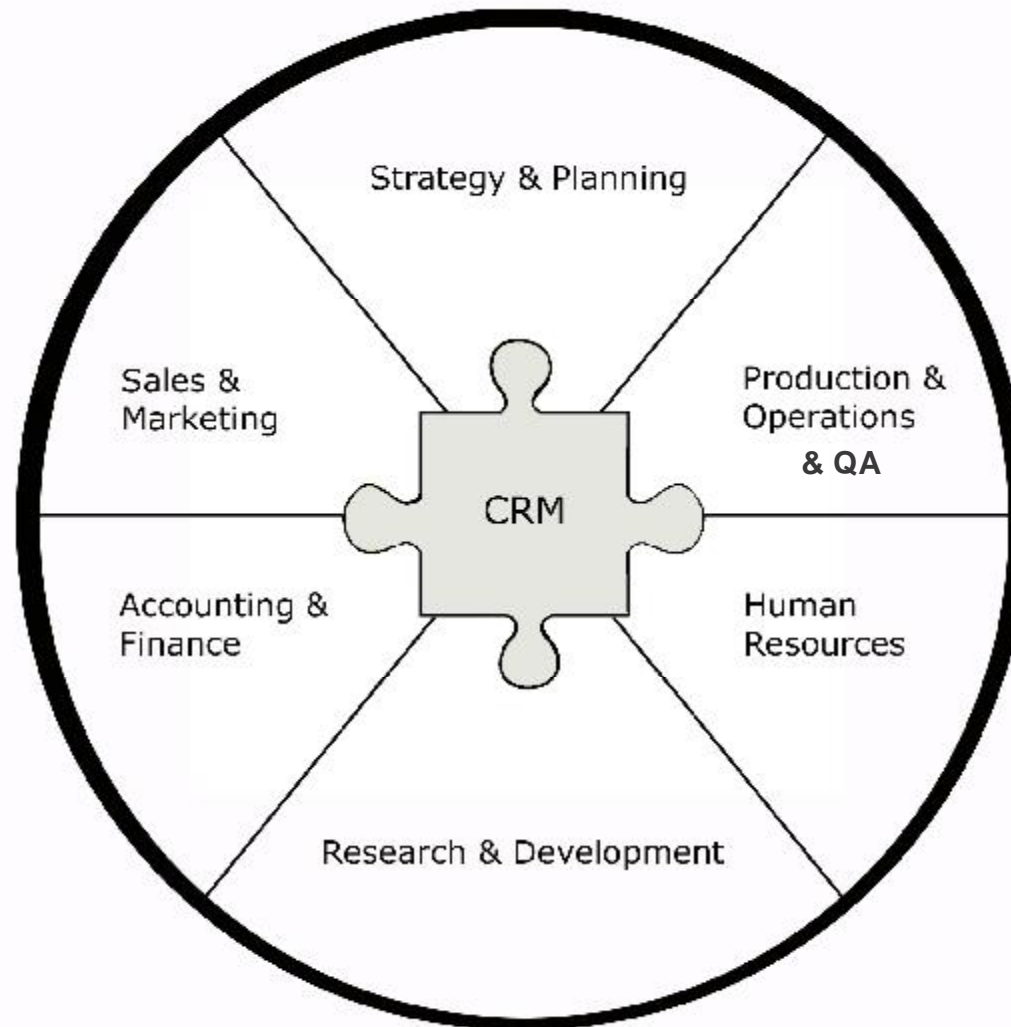 Strategy & Planning
Sales &
Marketing
Production &
Operations
& QA
CRM
Accounting &
Finance
Human
Resources
Research & Development